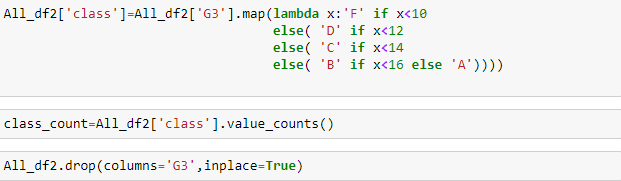 All_df2['class']=All_df2['G3'].map(lambda x:'F' if x<10
else( 'D' if x<12
else( 'C' if x<14
else( 'B' if x<16 else 'A'))))
class_count=All_df2['class'].value_counts()
All_df2.drop(columns='G3',inplace=True)